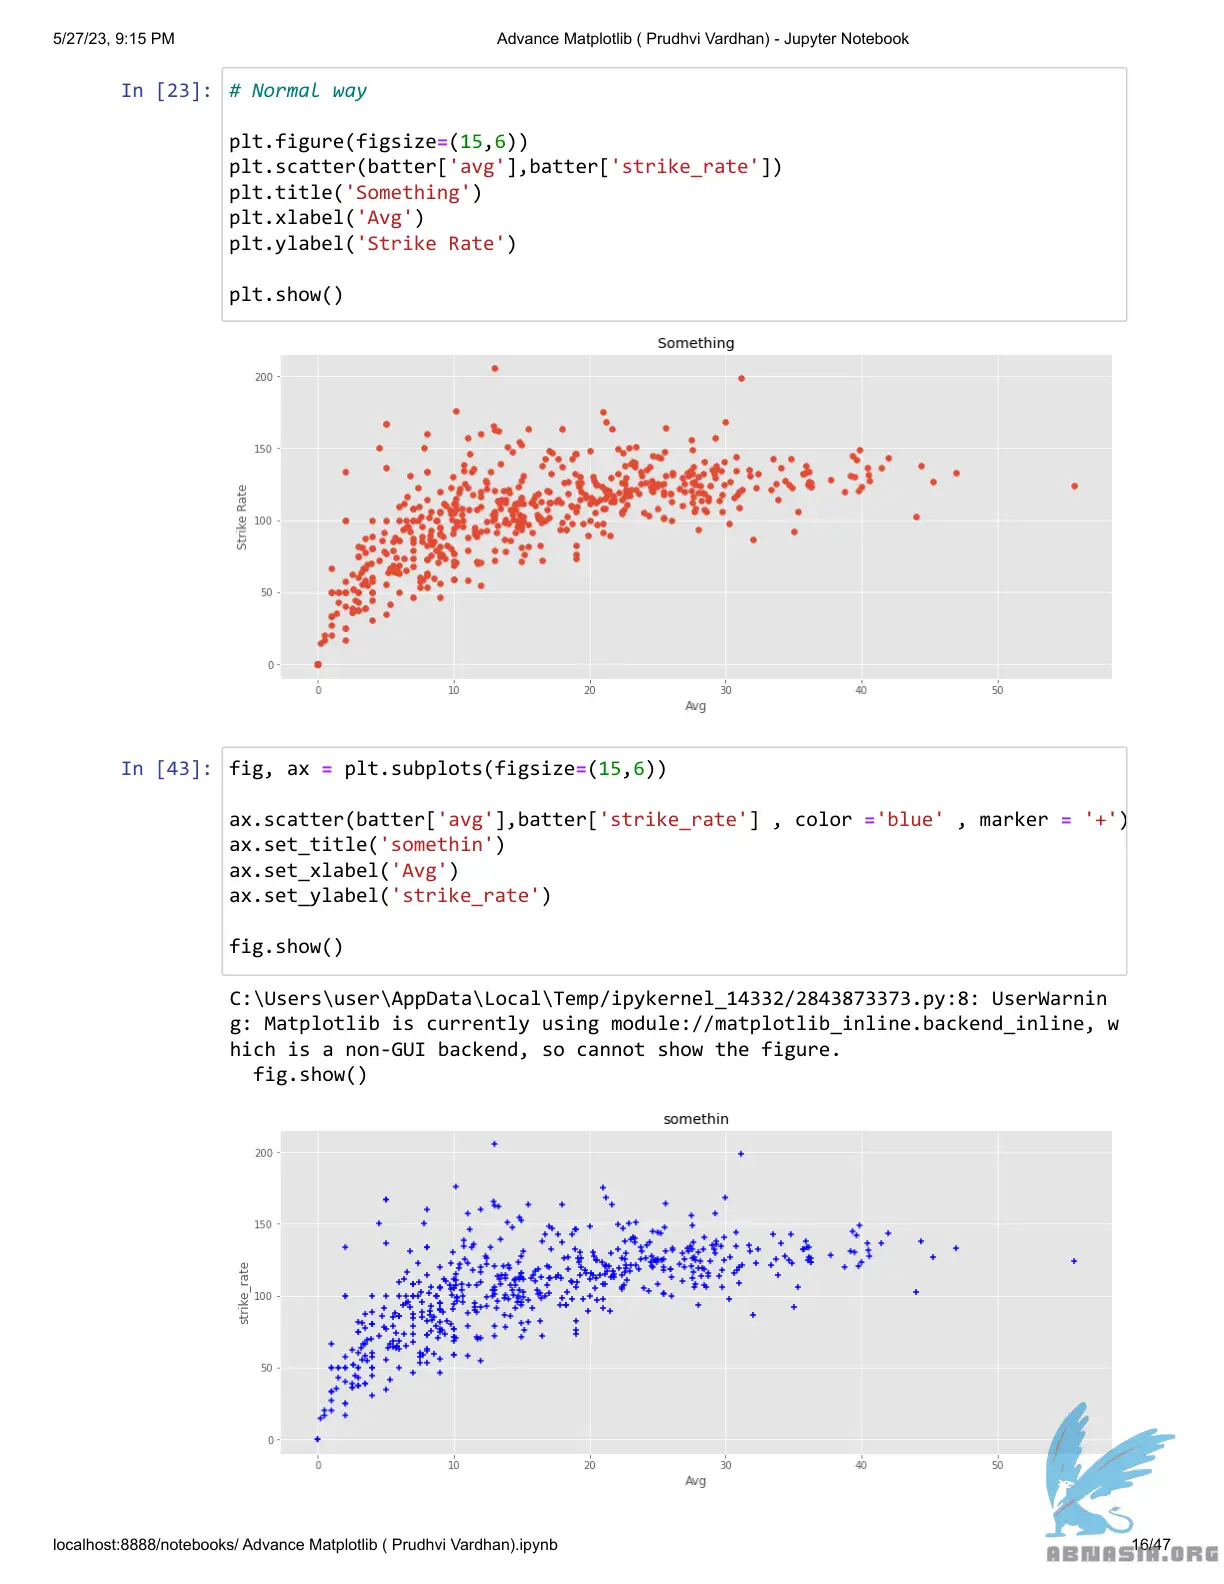 5/27/23, 9:15 PM
Advance Matplotlib ( Prudhvi Vardhan) - Jupyter Notebook
In [23]:
# Normal way
plt.figure(figsize=(15,6))
plt.scatter(batter['avg'],batter['strike_rate'])
plt.title('Something')
plt.xlabel('Avg')
plt.ylabel('Strike Rate')
plt.show()
Something
200
150
100
50
0
Strike Rate
0 10 20 30 40 50
Avg
In [43]:
fig, ax = plt.subplots(figsize=(15,6))
ax.scatter(batter['avg'],batter['strike_rate'] , color ='blue' , marker = '+')
ax.set_title('somethin')
ax.set_xlabel('Avg')
ax.set_ylabel('strike_rate')
fig.show()
C:\Users\user\AppData\Local\Temp/ipykernel_14332/2843873373.py:8: UserWarnin
g: Matplotlib is currently using module://matplotlib_inline.backend_inline, w
hich is a non-GUI backend, so cannot show the figure.
fig.show()
somethin
200
150
100
50
0
strike_rate
0 10 20 30 40 50
Avg
localhost:8888/notebooks/ Advance Matplotlib ( Prudhvi Vardhan).ipynb
16/47
ABNASIA.ORG